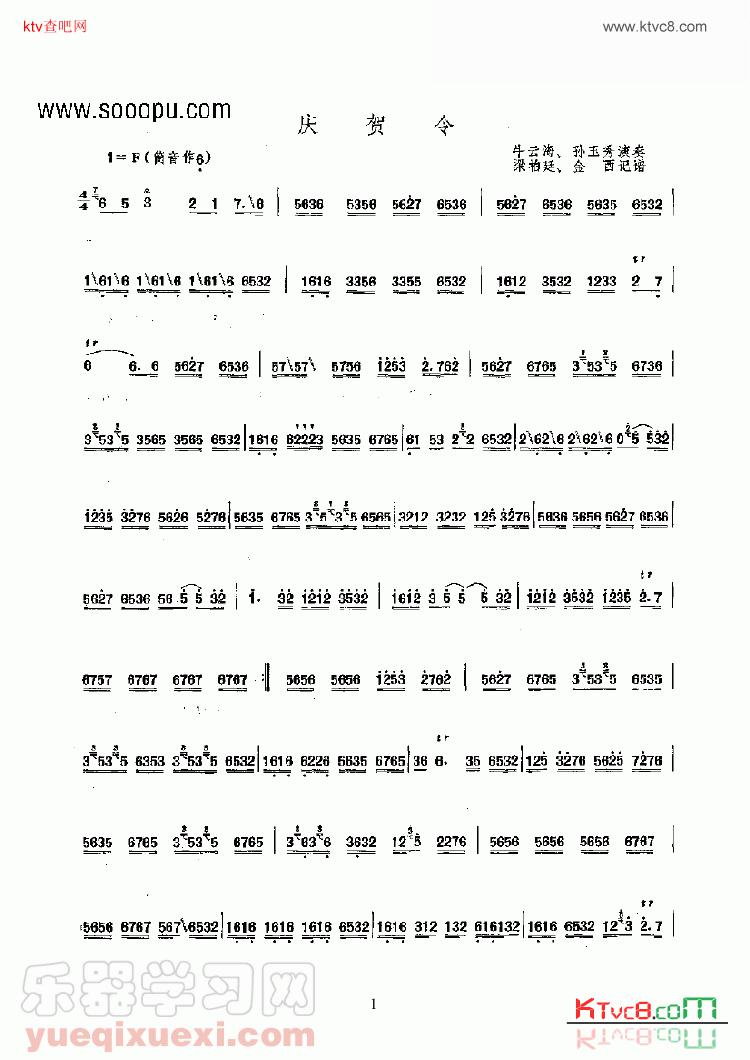 ktv查吧网
www.ktvc8.com
www.sooopu.com
庆 贺 令
1=F(筒音作6)
牛云海、孙玉秀演奏
梁柏廷、金 西记谱
4/4 6 5 3 2 1 7.\6 | 5636 5356 5627 6536 | 5627 6536 5635 6532 |
1\61\6 1\61\6 1\61\6 6532 | 1616 3356 3355 6532 | 1612 3532 1233 2 7 |
6 6. 6 5627 6536 | 57\57\ 5756 1253 2.762 | 5627 6765 3 53 5 6736 |
3 53 5 3565 3565 6532 | 1616 62223 5635 6765 | 61 53 2 2 6532 | 2\62\6 2\62\6 0 5 532 |
1235 3276 5626 5276 | 5635 6765 3 5 3 5 6565 | 3212 3232 125 3276 | 5636 5656 5627 6536 |
5627 6536 56 5 5 32 | 1. 32 1212 3532 | 1612 3 5 5 5 32 | 1212 3532 1235 2.7 |
6757 6767 6767 6767 :‖ 5656 5656 1253 2762 | 5627 6765 3 53 5 6535 |
3 53 5 6353 3 53 5 6532 | 1616 6226 5635 6765 | 36 6. 35 6532 | 125 3276 5625 7276 |
5635 6765 3 53 5 6765 | 3 63 6 3632 12 5 2276 | 5656 5656 5656 6767 |
5656 6767 567\6532 | 1616 1616 1616 6532 | 1616 312 132 616132 | 1616 6532 12 3 2.7 |
1
乐器学习网
yueqixuexi.com
KTvc8.com